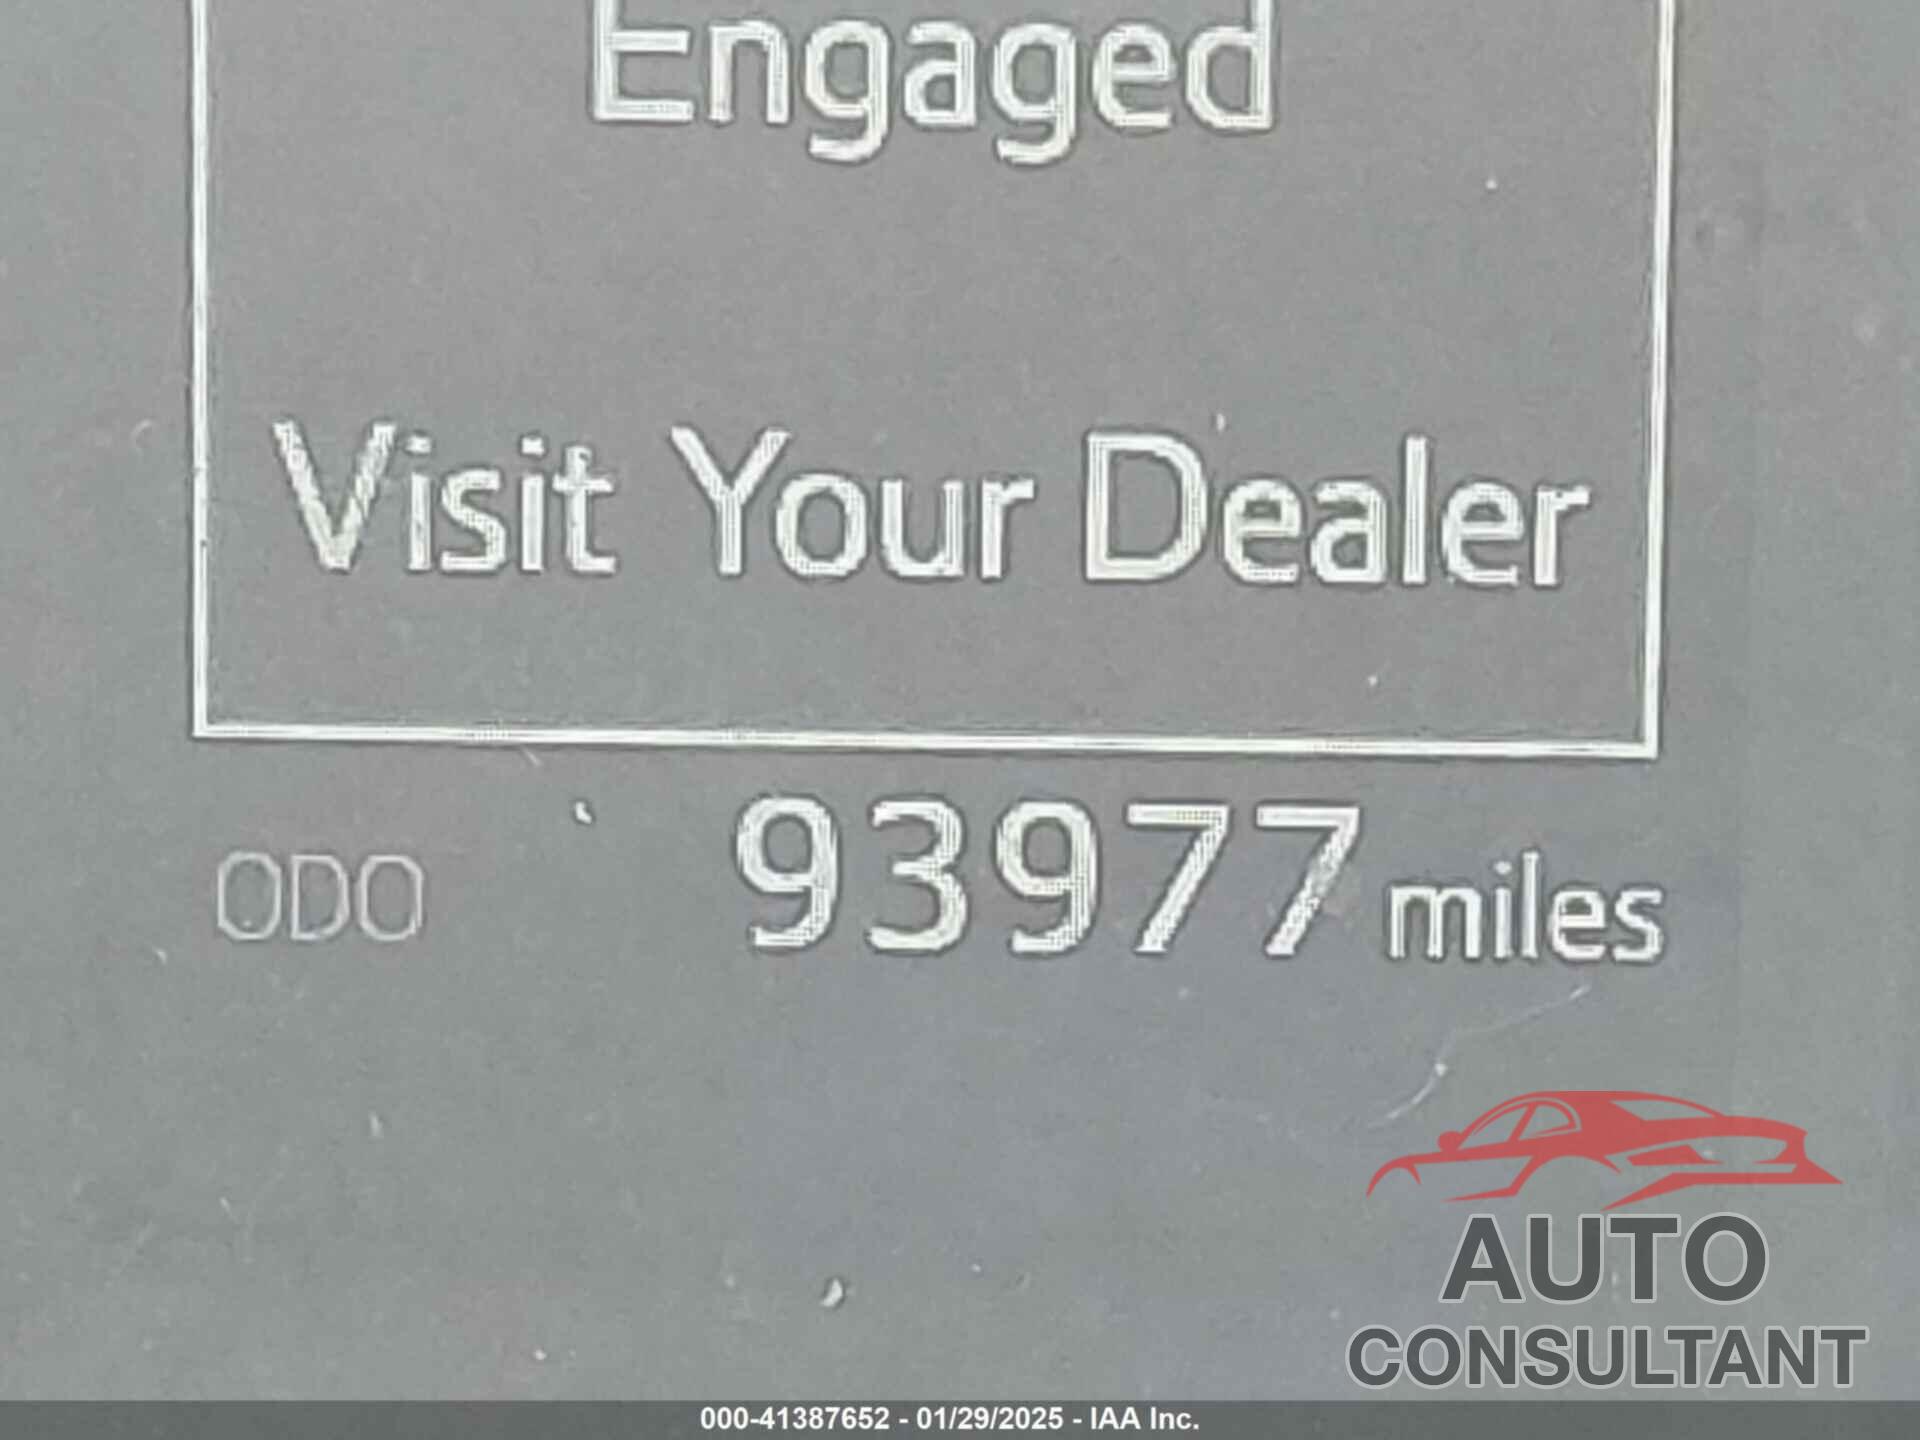 Engaged
Visit Your Dealer
ODO 93977 miles
AUTO
CONSULTANT
000-41387652 - 01/29/2025 - IAA Inc.